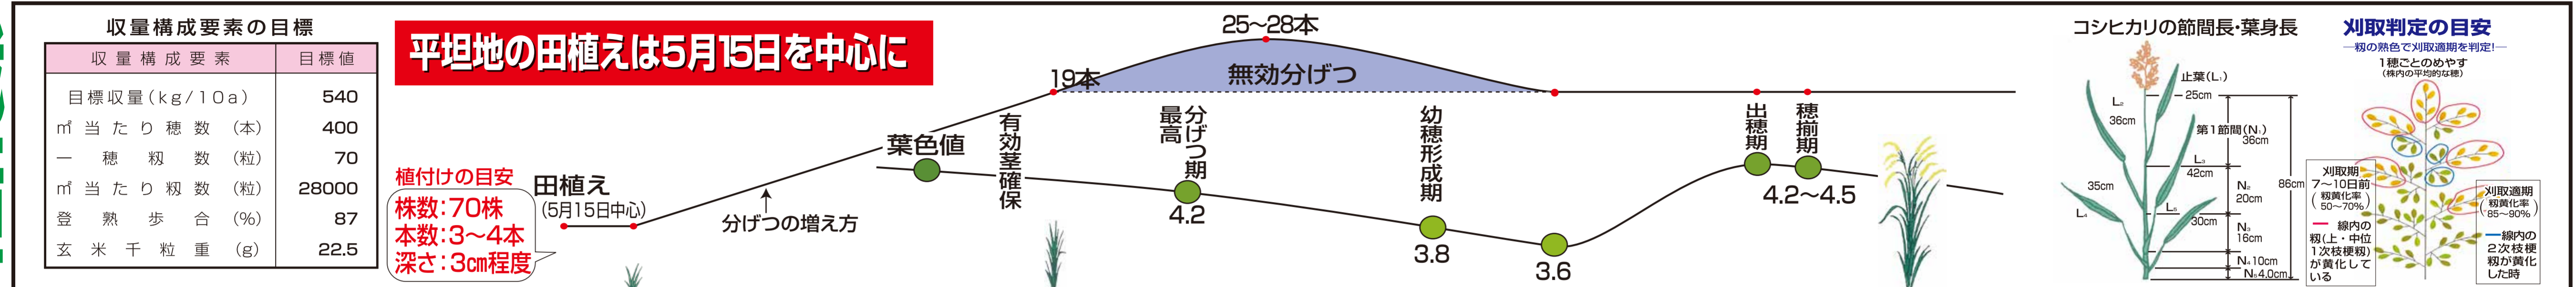 収量構成要素の目標
収量構成要素 目標値
目標収量(kg/10a) 540
㎡当たり穂数(本) 400
一穂籾数(粒) 70
㎡当たり籾数(粒) 28000
登熟歩合(%) 87
玄米千粒重(g) 22.5
平坦地の田植えは5月15日を中心に
植付けの目安
株数:70株
本数:3〜4本
深さ:3㎝程度
田植え
(5月15日中心)
分げつの増え方
葉色値
有効茎確保
19本
25〜28本
無効分げつ
最高
分げつ期
4.2
幼穂形成期
3.8
3.6
出穂期
穂揃期
4.2〜4.5
コシヒカリの節間長・葉身長
止葉(L₁)
25cm
L₂
36cm
第1節間(N₁)
36cm
L₃
42cm
35cm
L₄
N₂
20cm
86cm
L₅
30cm
N₃
16cm
N₄10cm
N₅4.0cm
刈取判定の目安
―籾の熟色で刈取適期を判定!―
1穂ごとのめやす
(株内の平均的な穂)
刈取期
7〜10日前
(籾黄化率
50〜70%)
線内の
籾(上・中位
1次枝梗籾)
が黄化して
いる
刈取適期
(籾黄化率
85〜90%)
線内の
2次枝梗
籾が黄化
した時